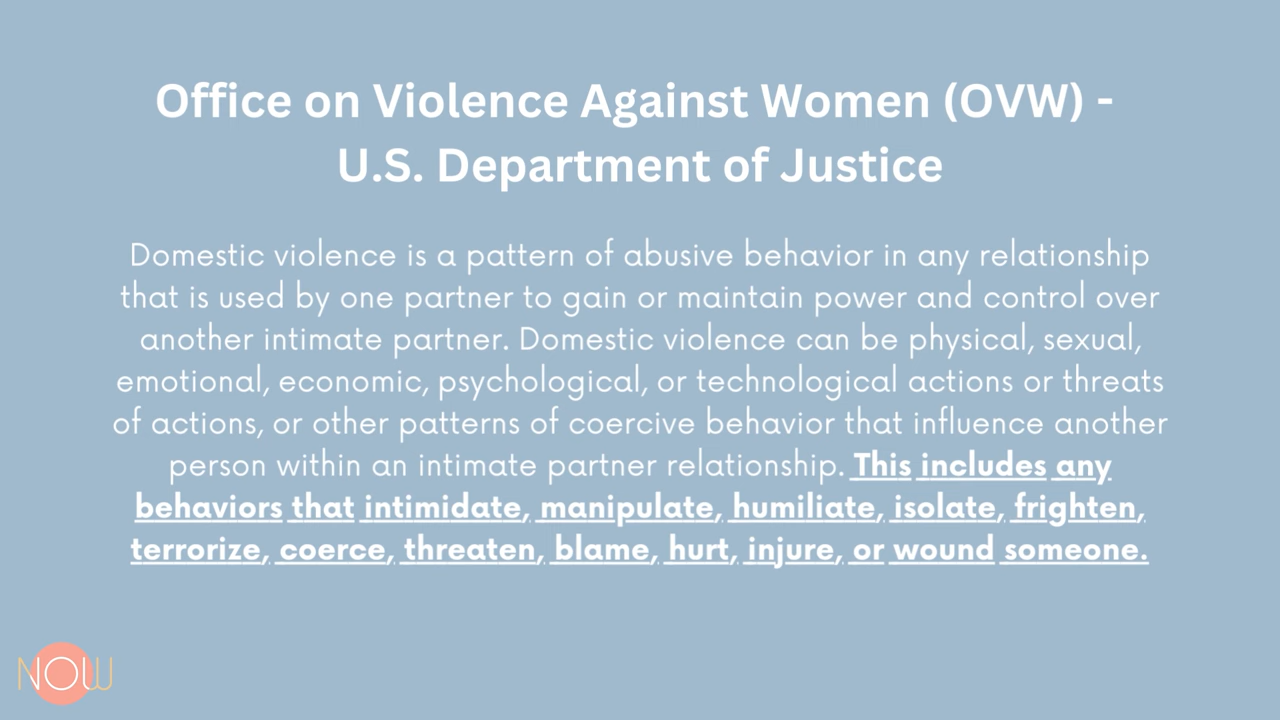 Office on Violence Against Women (OVW) -
U.S. Department of Justice
Domestic violence is a pattern of abusive behavior in any relationship
that is used by one partner to gain or maintain power and control over
another intimate partner. Domestic violence can be physical, sexual,
emotional, economic, psychological, or technological actions or threats
of actions, or other patterns of coercive behavior that influence another
person within an intimate partner relationship. This includes any
behaviors that intimidate, manipulate, humiliate, isolate, frighten,
terrorize, coerce, threaten, blame, hurt, injure, or wound someone.
NOW